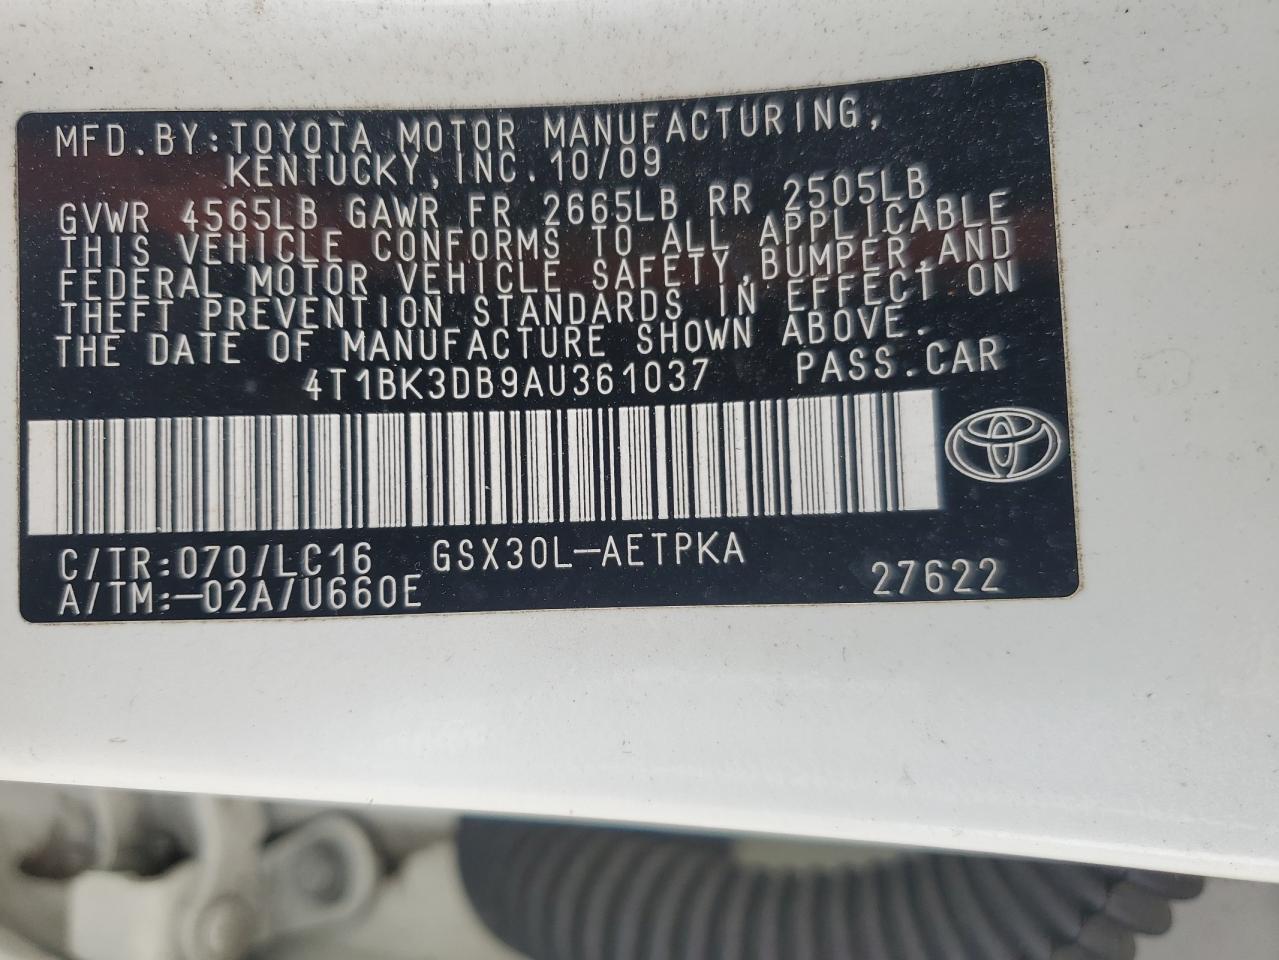 MFD.BY:TOYOTA MOTOR MANUFACTURING,
KENTUCKY,INC. 10/09
GVWR 4565LB GAWR FR 2665LB RR 2505LB
THIS VEHICLE CONFORMS TO ALL APPLICABLE
FEDERAL MOTOR VEHICLE SAFETY,BUMPER,AND
THEFT PREVENTION STANDARDS IN EFFECT ON
THE DATE OF MANUFACTURE SHOWN ABOVE.
4T1BK3DB9AU361037 PASS.CAR
C/TR:070/LC16 GSX30L-AETPKA
A/TM:-02A/U660E 27622